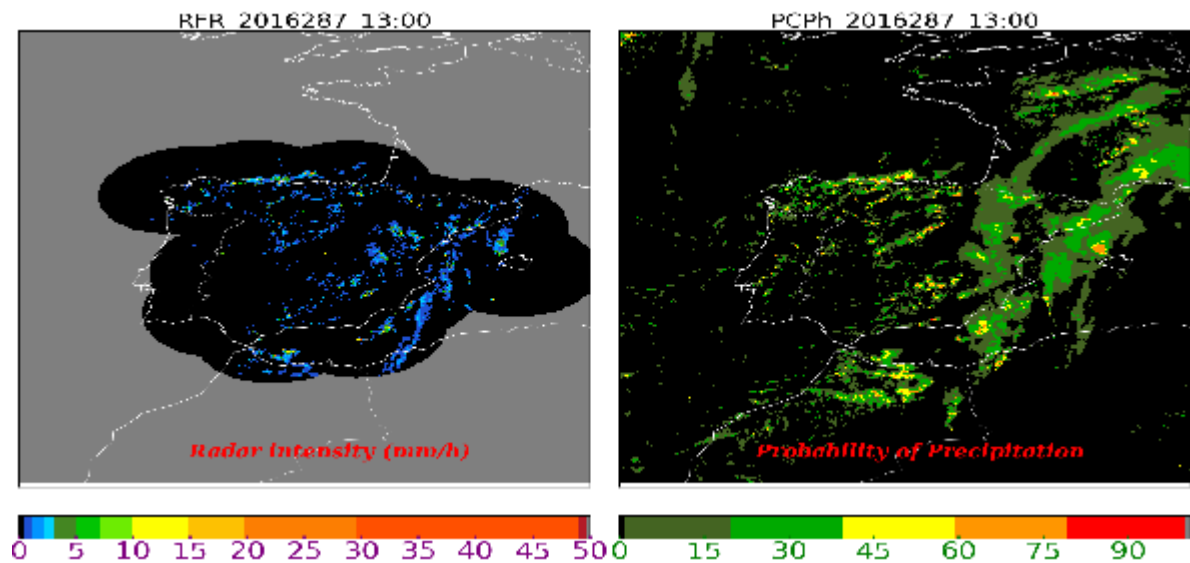 RFR 2016287 13:00
PCPh 2016287 13:00
Radar intensity (mm/h)
Probability of Precipitation
0 5 10 15 20 25 30 35 40 45 50
0 15 30 45 60 75 90